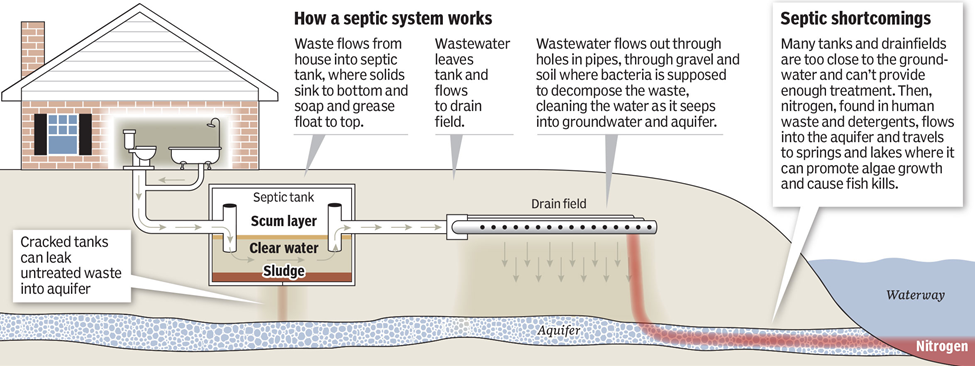 How a septic system works
Waste flows from
house into septic
tank, where solids
sink to bottom and
soap and grease
float to top.
Wastewater
leaves
tank and
flows
to drain
field.
Wastewater flows out through
holes in pipes, through gravel and
soil where bacteria is supposed
to decompose the waste,
cleaning the water as it seeps
into groundwater and aquifer.
Septic shortcomings
Many tanks and drainfields
are too close to the ground-
water and can't provide
enough treatment. Then,
nitrogen, found in human
waste and detergents, flows
into the aquifer and travels
to springs and lakes where it
can promote algae growth
and cause fish kills.
Septic tank
Scum layer
Clear water
Sludge
Drain field
Cracked tanks
can leak
untreated waste
into aquifer
Aquifer
Waterway
Nitrogen